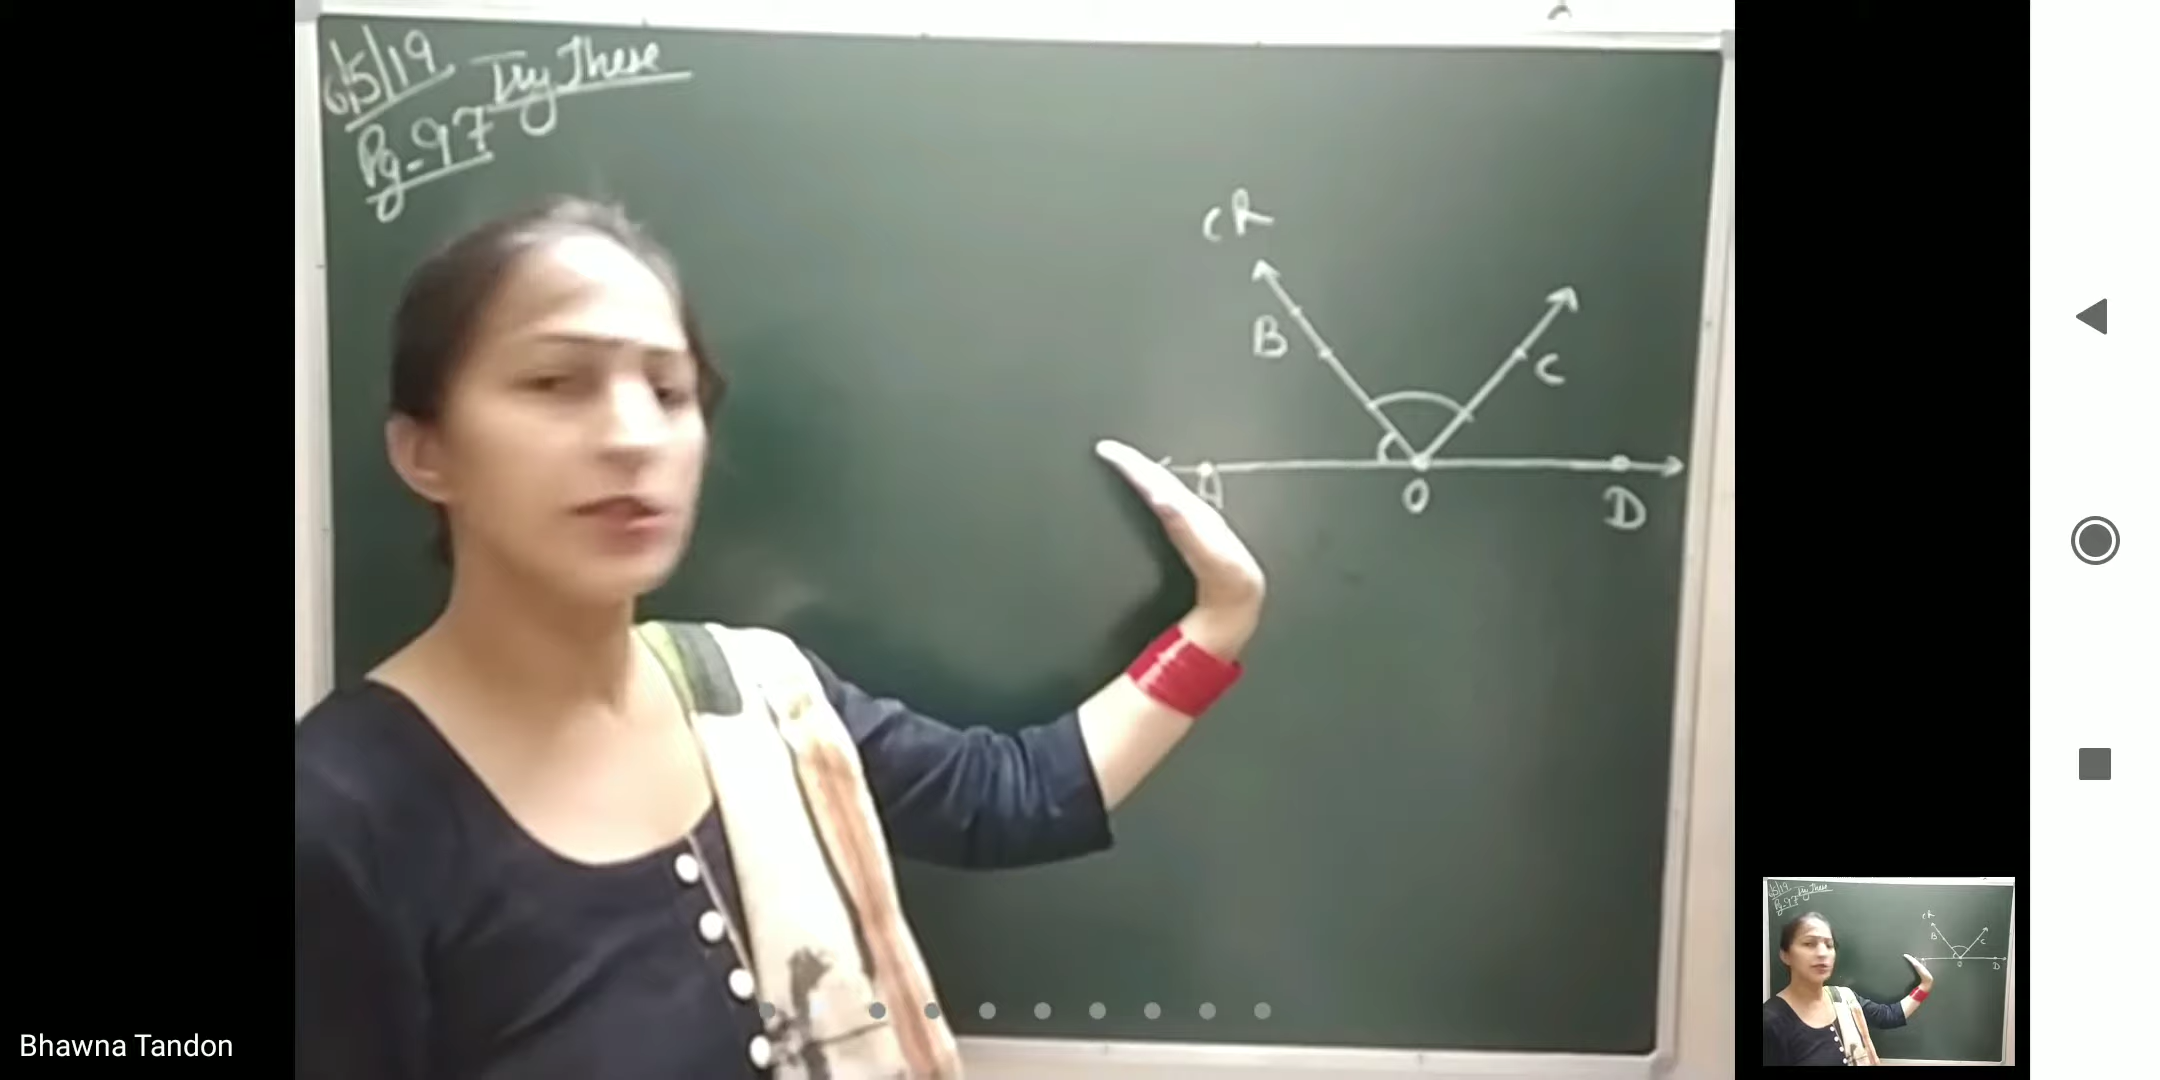 6/5/19 Try These
Pg-97
B
C
A
O
D
Bhawna Tandon